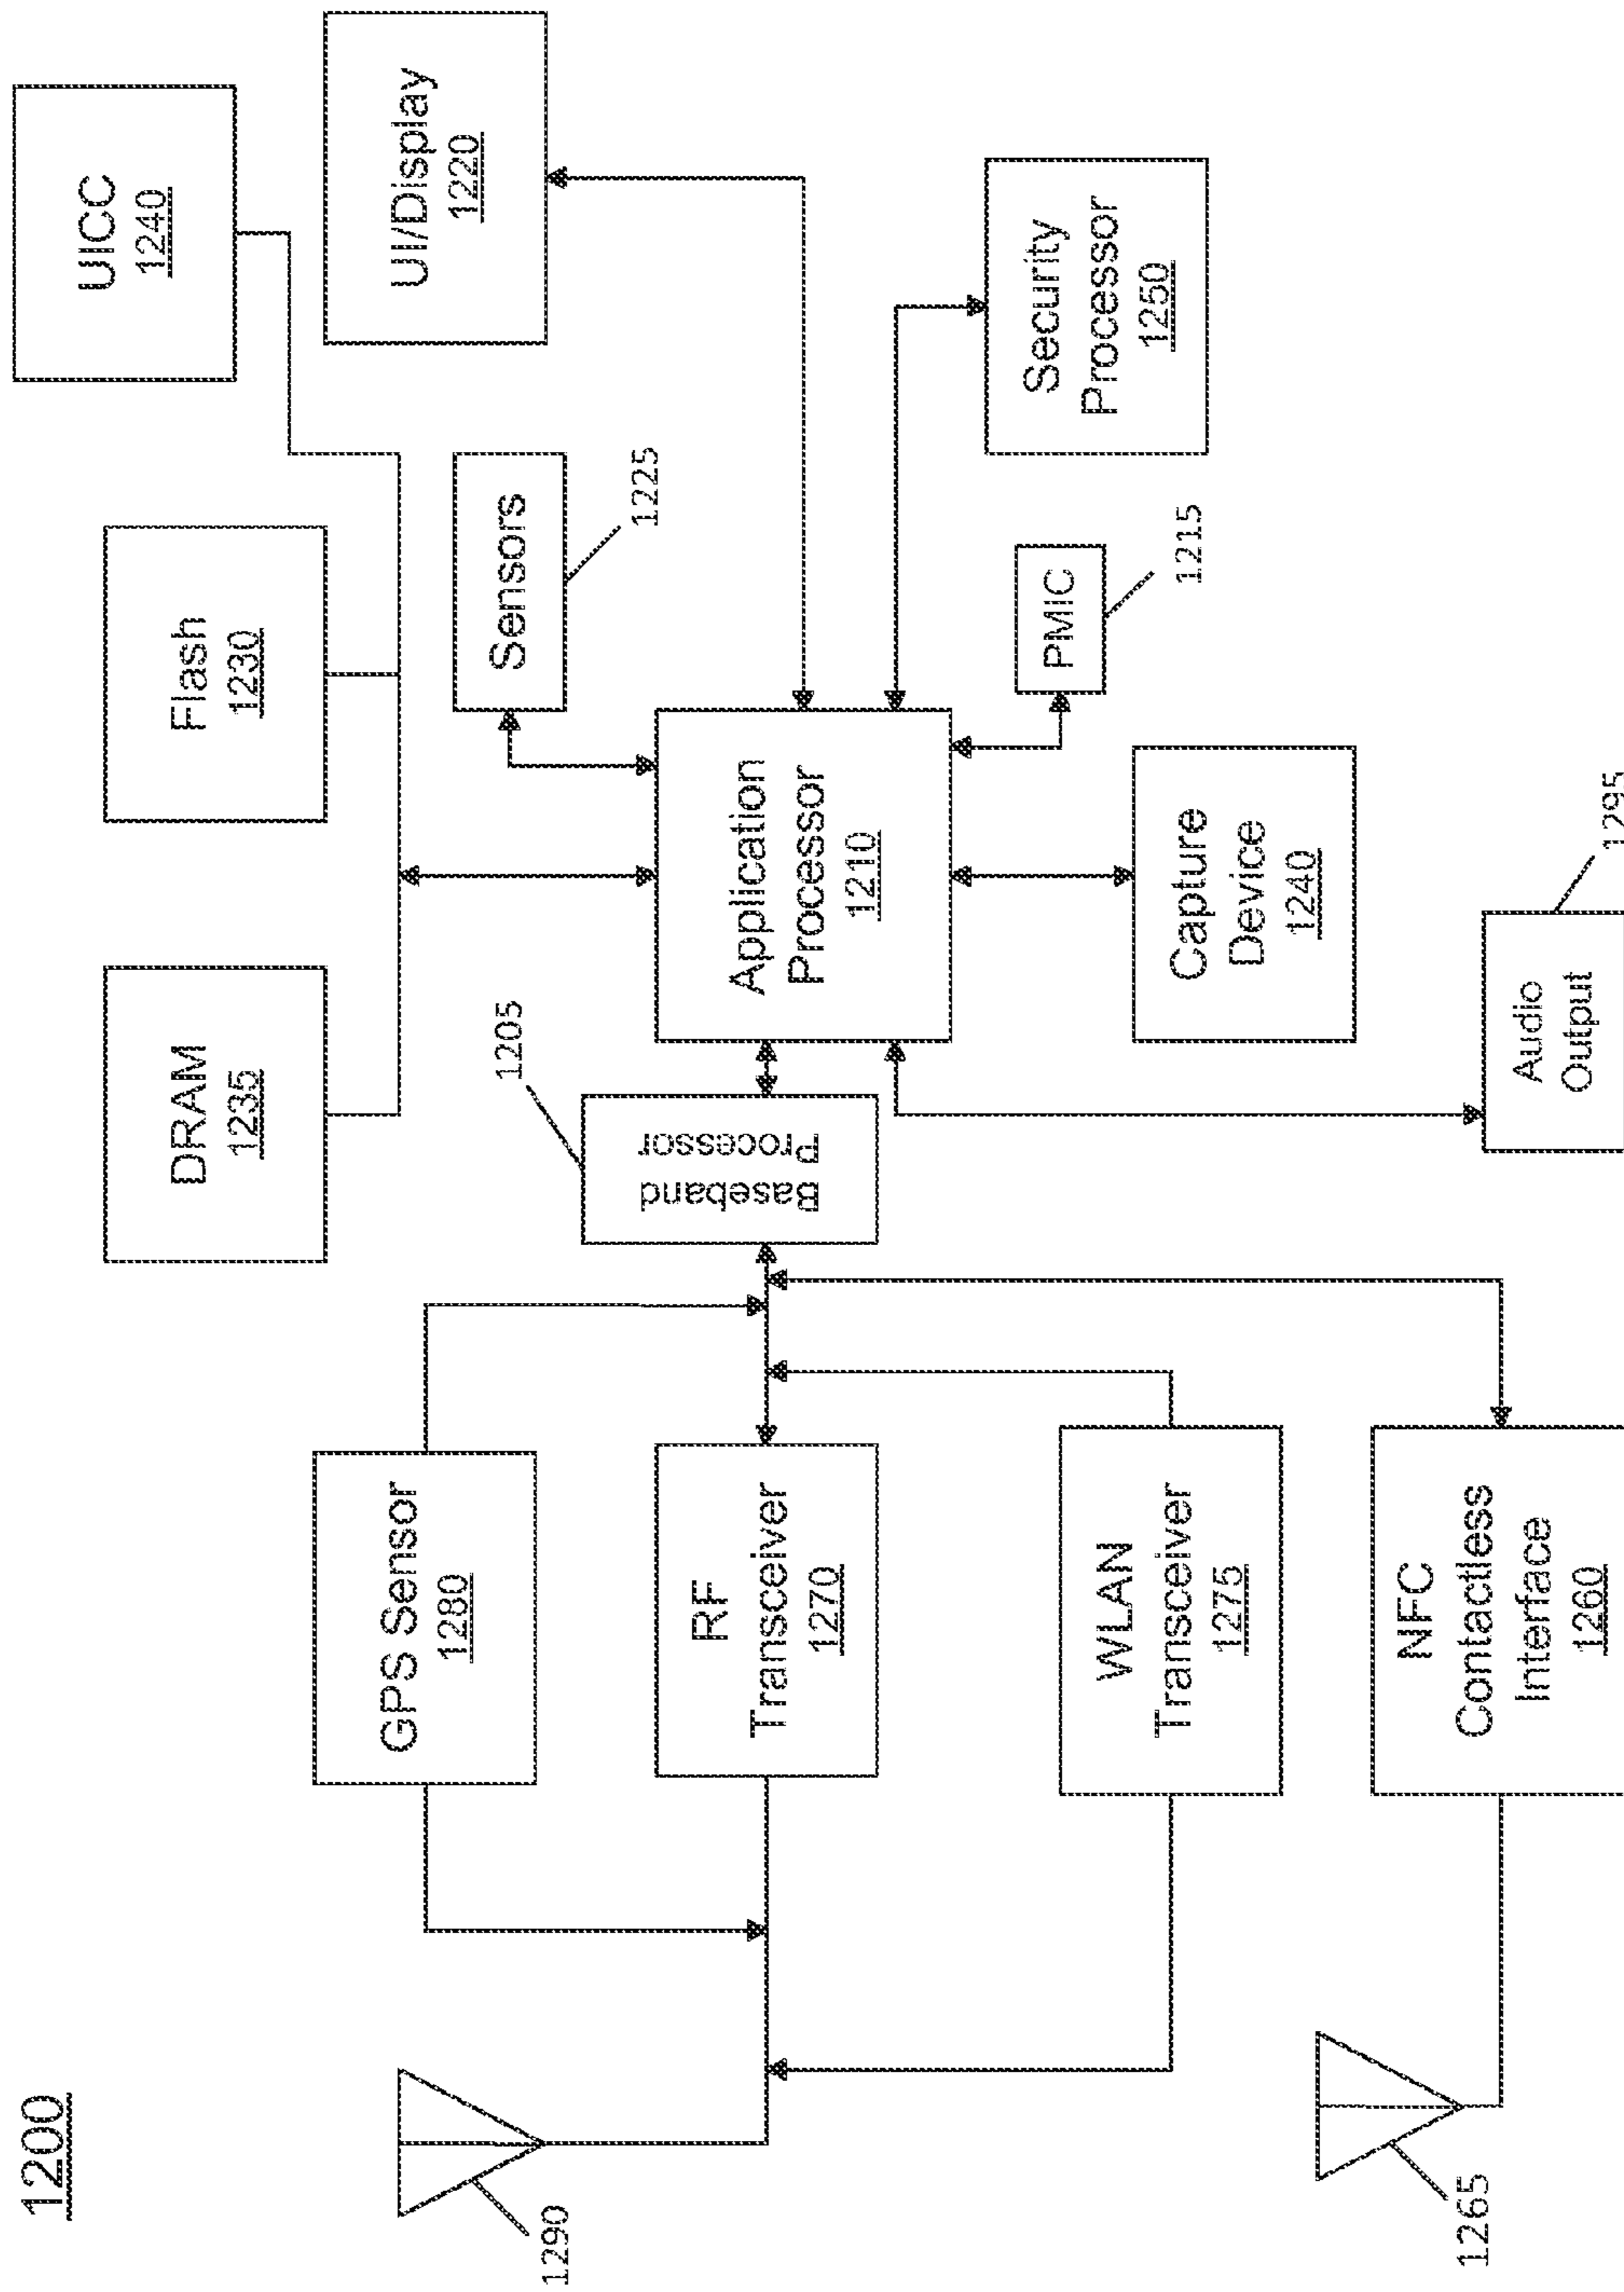 1200
UICC
1240
Flash
1230
DRAM
1235
UI/Display
1220
Sensors
1225
GPS Sensor
1280
1290
1205
Baseband
Processor
Application
Processor
1210
RF
Transceiver
1270
Security
Processor
1250
PMIC
1215
WLAN
Transceiver
1275
Capture
Device
1240
NFC
Contactless
Interface
1260
1265
Audio
Output
1295